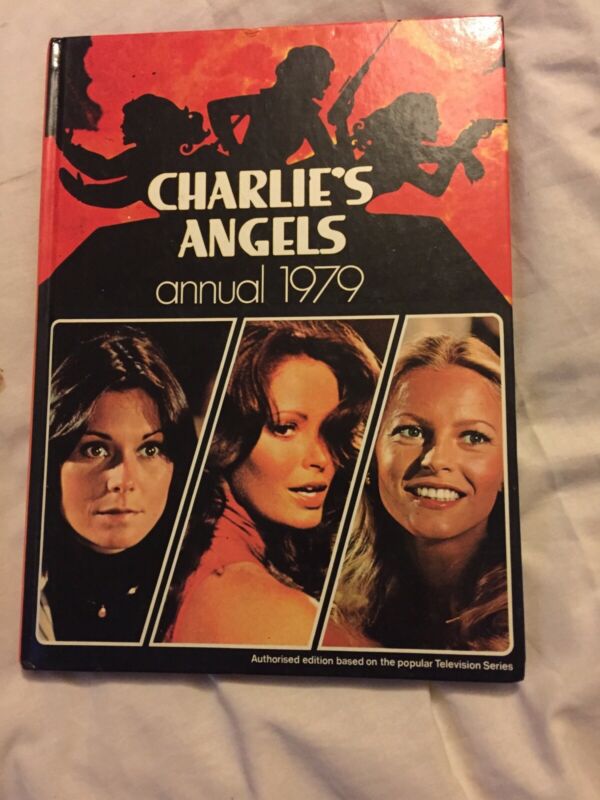 CHARLIE'S
ANGELS
annual 1979
Authorised edition based on the popular Television Series